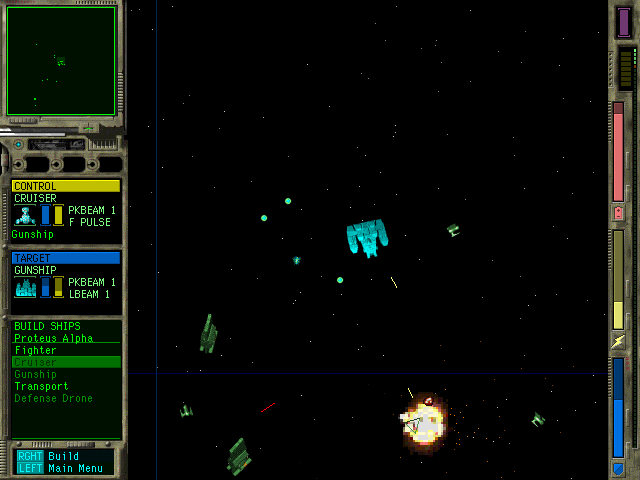 CONTROL
CRUISER
PKBEAM 1
F PULSE
Gunship
TARGET
GUNSHIP
PKBEAM 1
LBEAM 1
BUILD SHIPS
Proteus Alpha
Fighter
Cruiser
Gunship
Transport
Defense Drone
RGHT Build
LEFT Main Menu